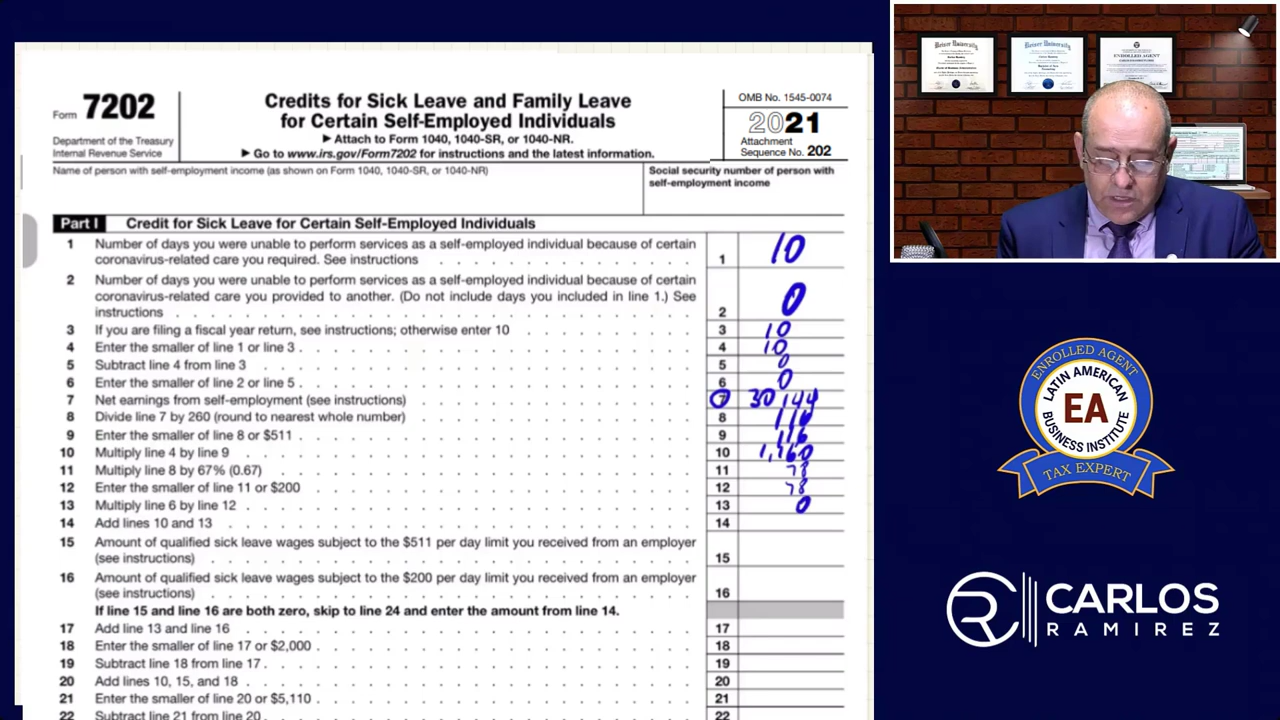 Form 7202
Department of the Treasury
Internal Revenue Service
Credits for Sick Leave and Family Leave
for Certain Self-Employed Individuals
▶ Attach to Form 1040, 1040-SR, or 1040-NR.
▶ Go to www.irs.gov/Form7202 for instructions and the latest information.
OMB No. 1545-0074
2021
Attachment
Sequence No. 202
Name of person with self-employment income (as shown on Form 1040, 1040-SR, or 1040-NR)
Social security number of person with
self-employment income
Part I Credit for Sick Leave for Certain Self-Employed Individuals
1 Number of days you were unable to perform services as a self-employed individual because of certain
coronavirus-related care you required. See instructions 1 10
2 Number of days you were unable to perform services as a self-employed individual because of certain
coronavirus-related care you provided to another. (Do not include days you included in line 1.) See
instructions 2 0
3 If you are filing a fiscal year return, see instructions; otherwise enter 10 3 10
4 Enter the smaller of line 1 or line 3 4 10
5 Subtract line 4 from line 3 5 0
6 Enter the smaller of line 2 or line 5 6 0
7 Net earnings from self-employment (see instructions) 7 30,144
8 Divide line 7 by 260 (round to nearest whole number) 8 116
9 Enter the smaller of line 8 or $511 9 116
10 Multiply line 4 by line 9 10 1,160
11 Multiply line 8 by 67% (0.67) 11 78
12 Enter the smaller of line 11 or $200 12 78
13 Multiply line 6 by line 12 13 0
14 Add lines 10 and 13 14
15 Amount of qualified sick leave wages subject to the $511 per day limit you received from an employer
(see instructions) 15
16 Amount of qualified sick leave wages subject to the $200 per day limit you received from an employer
(see instructions) 16
If line 15 and line 16 are both zero, skip to line 24 and enter the amount from line 14.
17 Add line 13 and line 16 17
18 Enter the smaller of line 17 or $2,000 18
19 Subtract line 18 from line 17 19
20 Add lines 10, 15, and 18 20
21 Enter the smaller of line 20 or $5,110 21
22 Subtract line 21 from line 20 22
Keiser University
Keiser University
ENROLLED AGENT
ENROLLED AGENT
LATIN AMERICAN
EA
BUSINESS INSTITUTE
TAX EXPERT
CARLOS
RAMIREZ